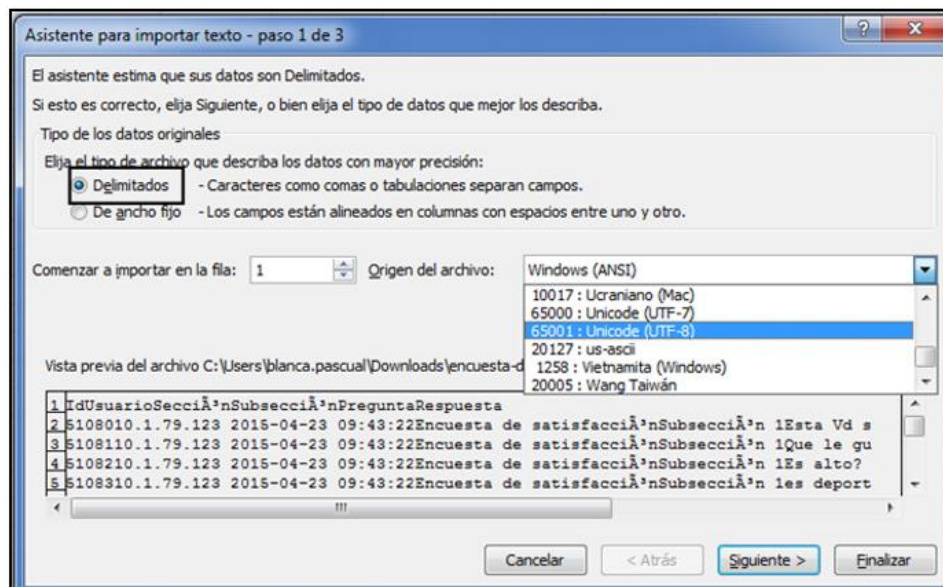 Asistente para importar texto - paso 1 de 3
El asistente estima que sus datos son Delimitados.
Si esto es correcto, elija Siguiente, o bien elija el tipo de datos que mejor los describa.
Tipo de los datos originales
Elija el tipo de archivo que describa los datos con mayor precisión:
Delimitados - Caracteres como comas o tabulaciones separan campos.
De ancho fijo - Los campos están alineados en columnas con espacios entre uno y otro.
Comenzar a importar en la fila: 1 Origen del archivo: Windows (ANSI)
10017 : Ucraniano (Mac)
65000 : Unicode (UTF-7)
65001 : Unicode (UTF-8)
20127 : us-ascii
1258 : Vietnamita (Windows)
20005 : Wang Taiwán
Vista previa del archivo C:\Users\blanca.pascual\Downloads\encuesta-d
1 IdUsuarioSecciÃ³nSubsecciÃ³nPreguntaRespuesta
2 5108010.1.79.123 2015-04-23 09:43:22Encuesta de satisfacciÃ³nSubsecciÃ³n 1Esta Vd s
3 5108110.1.79.123 2015-04-23 09:43:22Encuesta de satisfacciÃ³nSubsecciÃ³n 1Que le gu
4 5108210.1.79.123 2015-04-23 09:43:22Encuesta de satisfacciÃ³nSubsecciÃ³n 1Es alto?
5 5108310.1.79.123 2015-04-23 09:43:22Encuesta de satisfacciÃ³nSubsecciÃ³n 1es deport
Cancelar < Atrás Siguiente > Finalizar